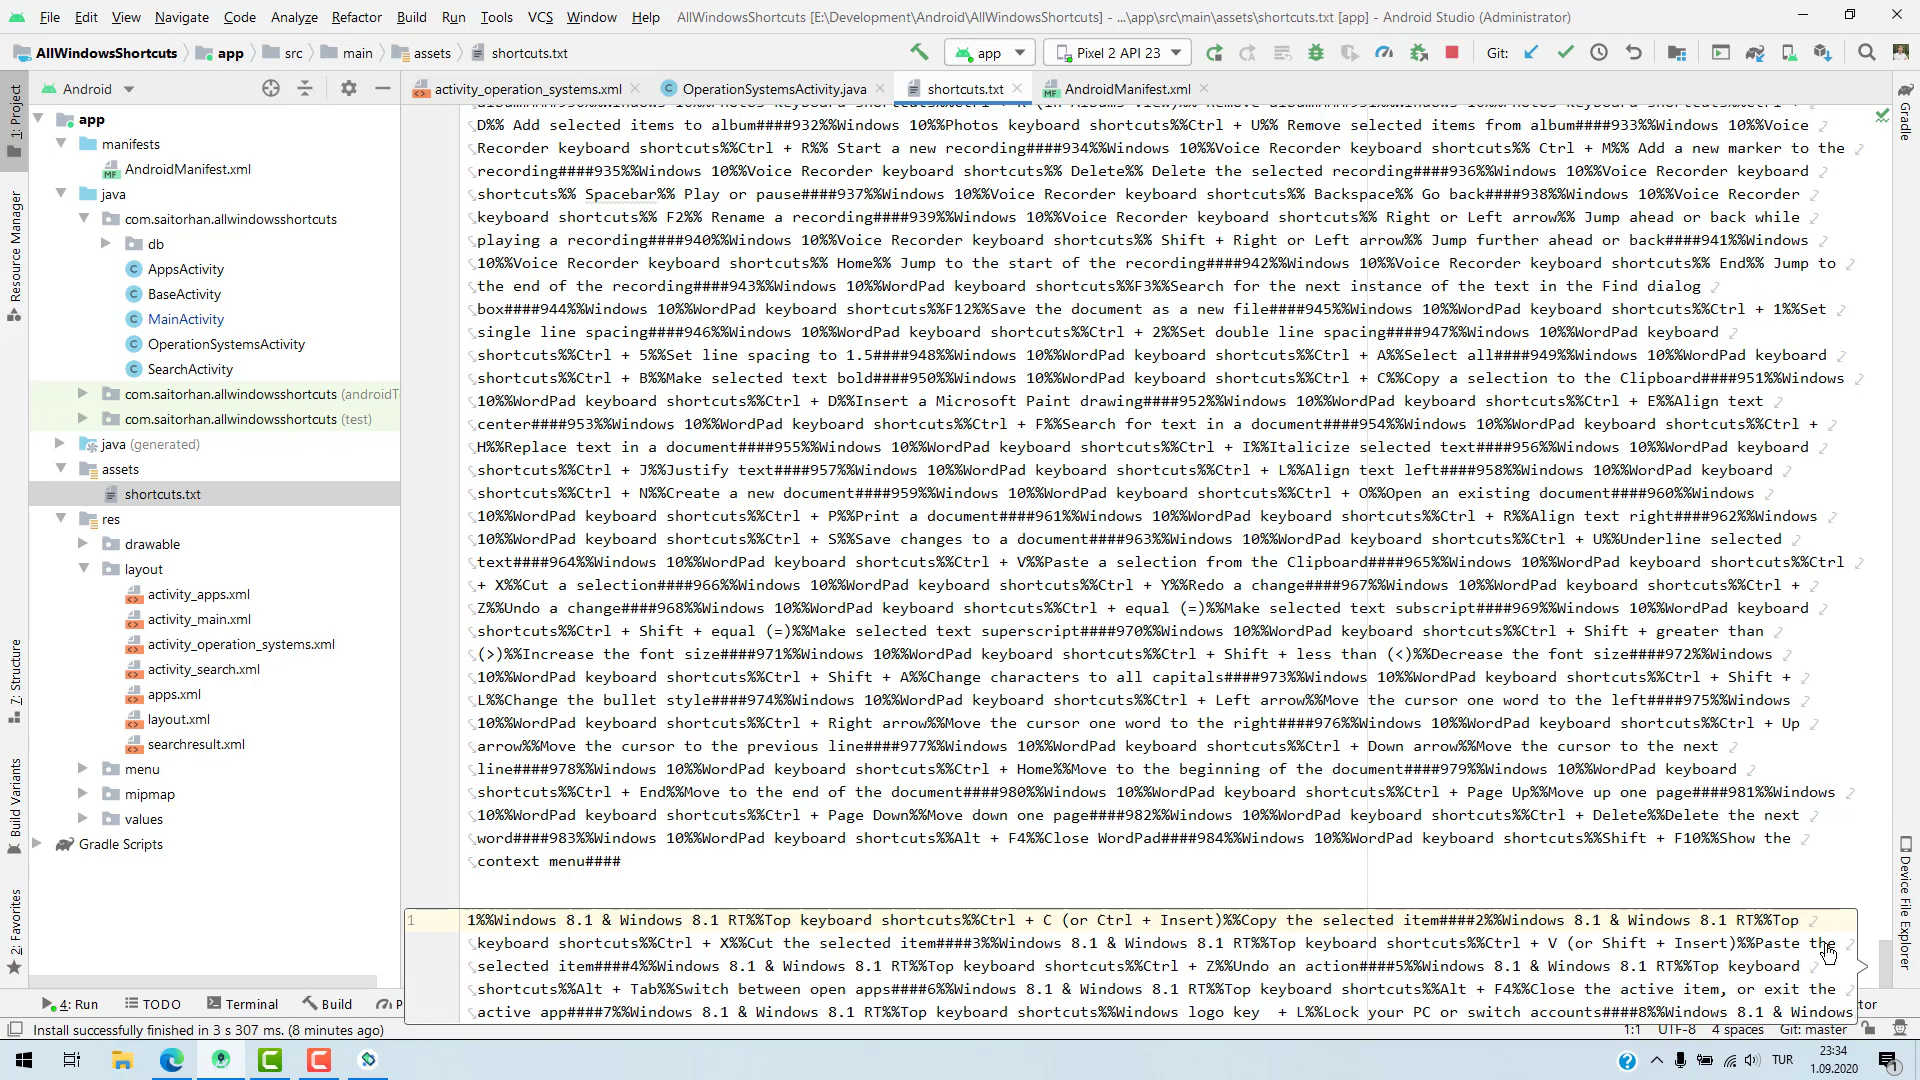 File Edit View Navigate Code Analyze Refactor Build Run Tools VCS Window Help AllWindowsShortcuts [E:\Development\Android\AllWindowsShortcuts] - ...\app\src\main\assets\shortcuts.txt [app] - Android Studio (Administrator)
AllWindowsShortcuts app src main assets shortcuts.txt app Pixel 2 API 23 Git:
Android
activity_operation_systems.xml OperationSystemsActivity.java shortcuts.txt AndroidManifest.xml
1: Project
Resource Manager
7: Structure
Build Variants
2: Favorites
app
manifests
AndroidManifest.xml
java
com.saitorhan.allwindowsshortcuts
db
AppsActivity
BaseActivity
MainActivity
OperationSystemsActivity
SearchActivity
com.saitorhan.allwindowsshortcuts (androidT
com.saitorhan.allwindowsshortcuts (test)
java (generated)
assets
shortcuts.txt
res
drawable
layout
activity_apps.xml
activity_main.xml
activity_operation_systems.xml
activity_search.xml
apps.xml
layout.xml
searchresult.xml
menu
mipmap
values
Gradle Scripts
D%% Add selected items to album####932%%Windows 10%%Photos keyboard shortcuts%%Ctrl + U%% Remove selected items from album####933%%Windows 10%%Voice
Recorder keyboard shortcuts%%Ctrl + R%% Start a new recording####934%%Windows 10%%Voice Recorder keyboard shortcuts%% Ctrl + M%% Add a new marker to the
recording####935%%Windows 10%%Voice Recorder keyboard shortcuts%% Delete%% Delete the selected recording####936%%Windows 10%%Voice Recorder keyboard
shortcuts%% Spacebar%% Play or pause####937%%Windows 10%%Voice Recorder keyboard shortcuts%% Backspace%% Go back####938%%Windows 10%%Voice Recorder
keyboard shortcuts%% F2%% Rename a recording####939%%Windows 10%%Voice Recorder keyboard shortcuts%% Right or Left arrow%% Jump ahead or back while
playing a recording####940%%Windows 10%%Voice Recorder keyboard shortcuts%% Shift + Right or Left arrow%% Jump further ahead or back####941%%Windows
10%%Voice Recorder keyboard shortcuts%% Home%% Jump to the start of the recording####942%%Windows 10%%Voice Recorder keyboard shortcuts%% End%% Jump to
the end of the recording####943%%Windows 10%%WordPad keyboard shortcuts%%F3%%Search for the next instance of the text in the Find dialog
box####944%%Windows 10%%WordPad keyboard shortcuts%%F12%%Save the document as a new file####945%%Windows 10%%WordPad keyboard shortcuts%%Ctrl + 1%%Set
single line spacing####946%%Windows 10%%WordPad keyboard shortcuts%%Ctrl + 2%%Set double line spacing####947%%Windows 10%%WordPad keyboard
shortcuts%%Ctrl + 5%%Set line spacing to 1.5####948%%Windows 10%%WordPad keyboard shortcuts%%Ctrl + A%%Select all####949%%Windows 10%%WordPad keyboard
shortcuts%%Ctrl + B%%Make selected text bold####950%%Windows 10%%WordPad keyboard shortcuts%%Ctrl + C%%Copy a selection to the Clipboard####951%%Windows
10%%WordPad keyboard shortcuts%%Ctrl + D%%Insert a Microsoft Paint drawing####952%%Windows 10%%WordPad keyboard shortcuts%%Ctrl + E%%Align text
center####953%%Windows 10%%WordPad keyboard shortcuts%%Ctrl + F%%Search for text in a document####954%%Windows 10%%WordPad keyboard shortcuts%%Ctrl +
H%%Replace text in a document####955%%Windows 10%%WordPad keyboard shortcuts%%Ctrl + I%%Italicize selected text####956%%Windows 10%%WordPad keyboard
shortcuts%%Ctrl + J%%Justify text####957%%Windows 10%%WordPad keyboard shortcuts%%Ctrl + L%%Align text left####958%%Windows 10%%WordPad keyboard
shortcuts%%Ctrl + N%%Create a new document####959%%Windows 10%%WordPad keyboard shortcuts%%Ctrl + O%%Open an existing document####960%%Windows
10%%WordPad keyboard shortcuts%%Ctrl + P%%Print a document####961%%Windows 10%%WordPad keyboard shortcuts%%Ctrl + R%%Align text right####962%%Windows
10%%WordPad keyboard shortcuts%%Ctrl + S%%Save changes to a document####963%%Windows 10%%WordPad keyboard shortcuts%%Ctrl + U%%Underline selected
text####964%%Windows 10%%WordPad keyboard shortcuts%%Ctrl + V%%Paste a selection from the Clipboard####965%%Windows 10%%WordPad keyboard shortcuts%%Ctrl
+ X%%Cut a selection####966%%Windows 10%%WordPad keyboard shortcuts%%Ctrl + Y%%Redo a change####967%%Windows 10%%WordPad keyboard shortcuts%%Ctrl +
Z%%Undo a change####968%%Windows 10%%WordPad keyboard shortcuts%%Ctrl + equal (=)%%Make selected text subscript####969%%Windows 10%%WordPad keyboard
shortcuts%%Ctrl + Shift + equal (=)%%Make selected text superscript####970%%Windows 10%%WordPad keyboard shortcuts%%Ctrl + Shift + greater than
(>)%%Increase the font size####971%%Windows 10%%WordPad keyboard shortcuts%%Ctrl + Shift + less than (<)%%Decrease the font size####972%%Windows
10%%WordPad keyboard shortcuts%%Ctrl + Shift + A%%Change characters to all capitals####973%%Windows 10%%WordPad keyboard shortcuts%%Ctrl + Shift +
L%%Change the bullet style####974%%Windows 10%%WordPad keyboard shortcuts%%Ctrl + Left arrow%%Move the cursor one word to the left####975%%Windows
10%%WordPad keyboard shortcuts%%Ctrl + Right arrow%%Move the cursor one word to the right####976%%Windows 10%%WordPad keyboard shortcuts%%Ctrl + Up
arrow%%Move the cursor to the previous line####977%%Windows 10%%WordPad keyboard shortcuts%%Ctrl + Down arrow%%Move the cursor to the next
line####978%%Windows 10%%WordPad keyboard shortcuts%%Ctrl + Home%%Move to the beginning of the document####979%%Windows 10%%WordPad keyboard
shortcuts%%Ctrl + End%%Move to the end of the document####980%%Windows 10%%WordPad keyboard shortcuts%%Ctrl + Page Up%%Move up one page####981%%Windows
10%%WordPad keyboard shortcuts%%Ctrl + Page Down%%Move down one page####982%%Windows 10%%WordPad keyboard shortcuts%%Ctrl + Delete%%Delete the next
word####983%%Windows 10%%WordPad keyboard shortcuts%%Alt + F4%%Close WordPad####984%%Windows 10%%WordPad keyboard shortcuts%%Shift + F10%%Show the
context menu####
1 1%%Windows 8.1 & Windows 8.1 RT%%Top keyboard shortcuts%%Ctrl + C (or Ctrl + Insert)%%Copy the selected item####2%%Windows 8.1 & Windows 8.1 RT%%Top
keyboard shortcuts%%Ctrl + X%%Cut the selected item####3%%Windows 8.1 & Windows 8.1 RT%%Top keyboard shortcuts%%Ctrl + V (or Shift + Insert)%%Paste the
selected item####4%%Windows 8.1 & Windows 8.1 RT%%Top keyboard shortcuts%%Ctrl + Z%%Undo an action####5%%Windows 8.1 & Windows 8.1 RT%%Top keyboard
shortcuts%%Alt + Tab%%Switch between open apps####6%%Windows 8.1 & Windows 8.1 RT%%Top keyboard shortcuts%%Alt + F4%%Close the active item, or exit the
active app####7%%Windows 8.1 & Windows 8.1 RT%%Top keyboard shortcuts%%Windows logo key + L%%Lock your PC or switch accounts####8%%Windows 8.1 & Windows
Gradle
Device File Explorer
4: Run TODO Terminal Build P tor
Install successfully finished in 3 s 307 ms. (8 minutes ago) 1:1 UTF-8 4 spaces Git: master
TUR 23:34
1.09.2020 1